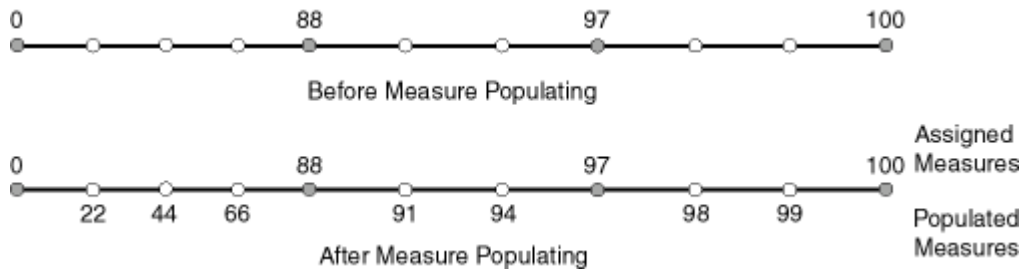 0 88 97 100
Before Measure Populating
Assigned
Measures
0 88 97 100
22 44 66 91 94 98 99
Populated
Measures
After Measure Populating